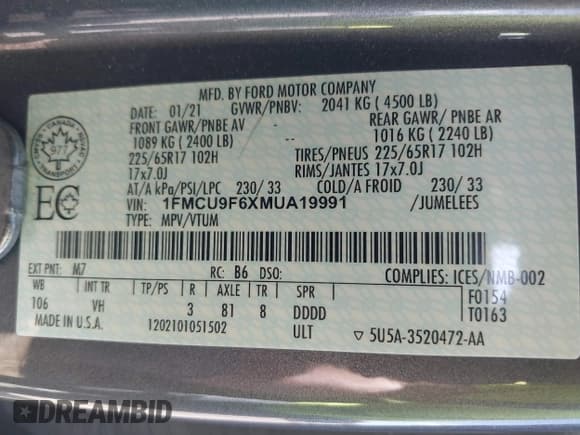 MFD. BY FORD MOTOR COMPANY
DATE: 01/21 GVWR/PNBV: 2041 KG ( 4500 LB)
FRONT GAWR/PNBE AV REAR GAWR/ PNBE AR
1089 KG ( 2400 LB) 1016 KG ( 2240 LB)
225/65R17 102H TIRES/PNEUS 225/65R17 102H
17x7.0J RIMS/JANTES 17x7.0J
AT/A kPa/PSI/LPC 230/ 33 COLD/A FROID 230/ 33
VIN: 1FMCU9F6XMUA19991 /JUMELEES
TYPE: MPV/VTUM
CANADA
TRANSPORT
977
EC
EXT PNT: M7 RC: B6 DSO: COMPLIES: ICES/NMB-002
WB INT TR TP/PS R AXLE TR SPR F0154
106 VH 3 81 8 DDDD T0163
MADE IN U.S.A. 1202101051502 ULT ▽ 5U5A-3520472-AA
DREAMBID